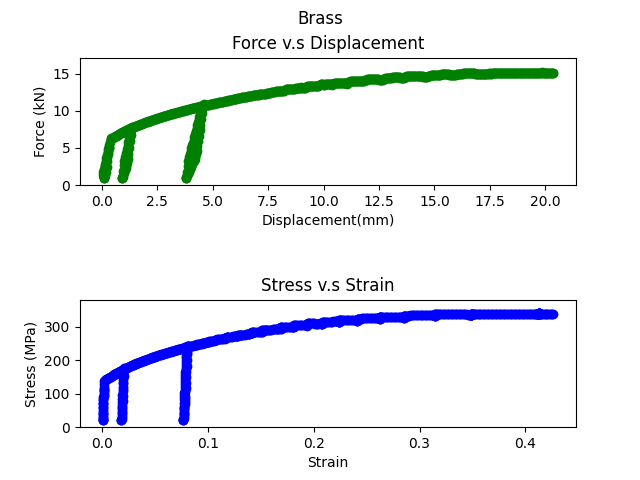 Brass
Force v.s Displacement
15
10
5
0
Force (kN)
0.0 2.5 5.0 7.5 10.0 12.5 15.0 17.5 20.0
Displacement(mm)
Stress v.s Strain
300
200
100
0
Stress (MPa)
0.0 0.1 0.2 0.3 0.4
Strain